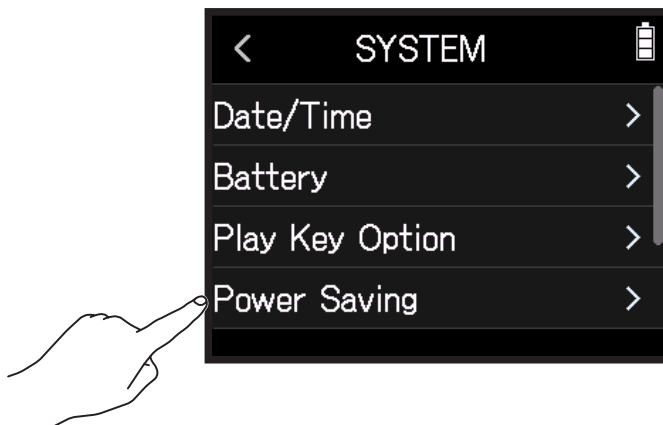 SYSTEM
Date/Time
Battery
Play Key Option
Power Saving